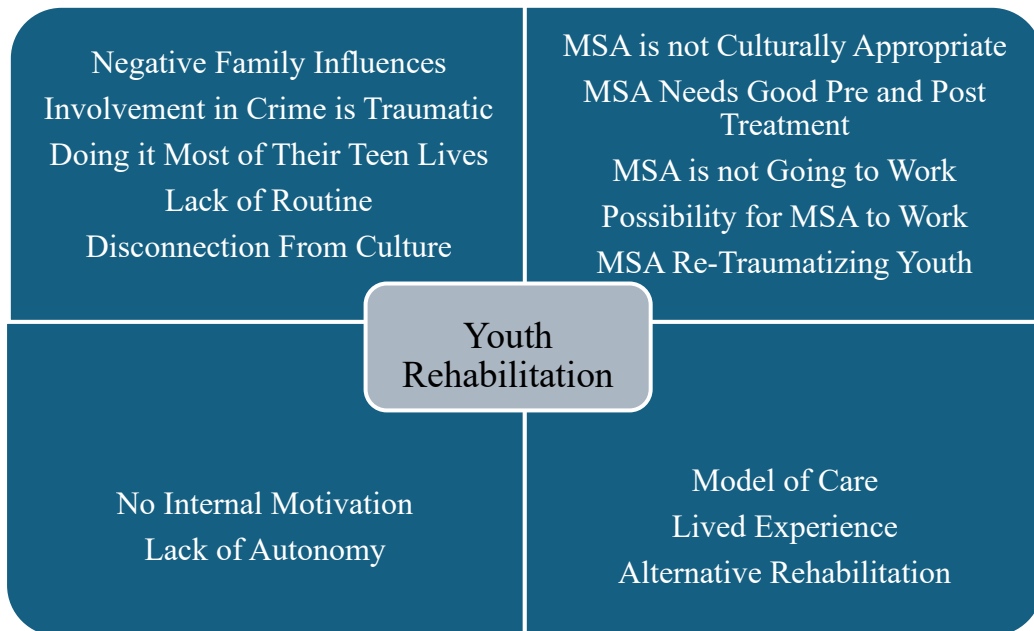 Negative Family Influences
Involvement in Crime is Traumatic
Doing it Most of Their Teen Lives
Lack of Routine
Disconnection From Culture
MSA is not Culturally Appropriate
MSA Needs Good Pre and Post
Treatment
MSA is not Going to Work
Possibility for MSA to Work
MSA Re-Traumatizing Youth
Youth
Rehabilitation
No Internal Motivation
Lack of Autonomy
Model of Care
Lived Experience
Alternative Rehabilitation